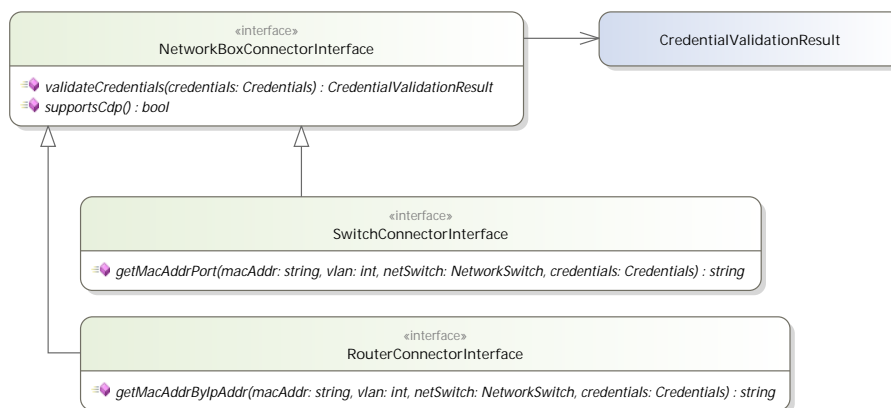 «interface»
NetworkBoxConnectorInterface
validateCredentials(credentials: Credentials) : CredentialValidationResult
supportsCdp() : bool
CredentialValidationResult
«interface»
SwitchConnectorInterface
getMacAddrPort(macAddr: string, vlan: int, netSwitch: NetworkSwitch, credentials: Credentials) : string
«interface»
RouterConnectorInterface
getMacAddrByIpAddr(macAddr: string, vlan: int, netSwitch: NetworkSwitch, credentials: Credentials) : string